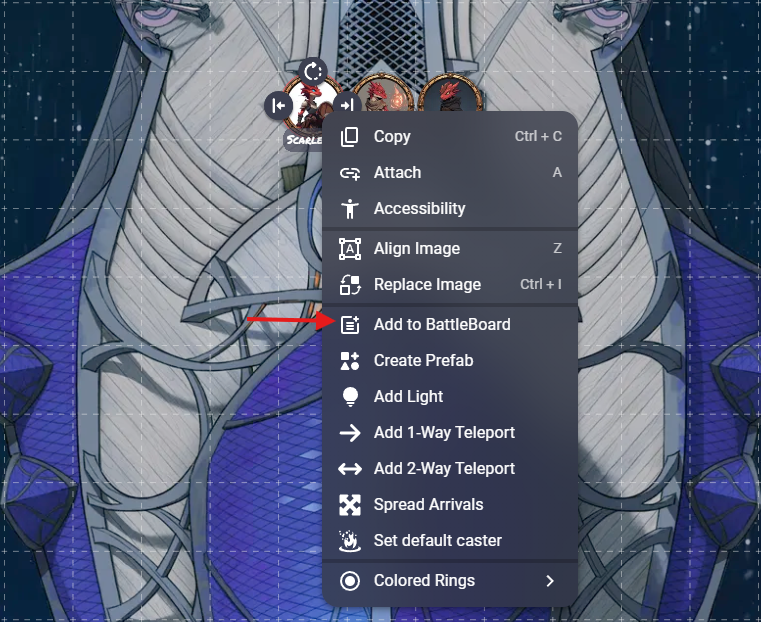 Copy Ctrl + C
Attach A
Accessibility
Align Image Z
Replace Image Ctrl + I
Add to BattleBoard
Create Prefab
Add Light
Add 1-Way Teleport
Add 2-Way Teleport
Spread Arrivals
Set default caster
Colored Rings